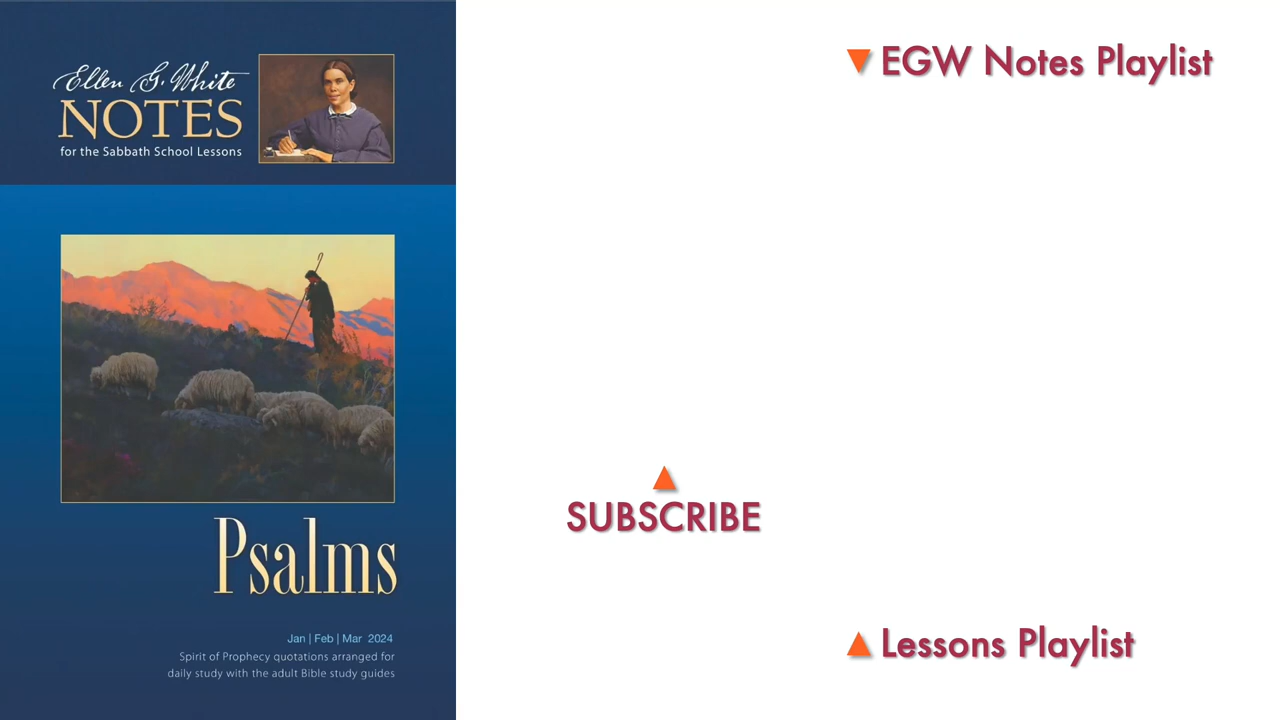 Ellen G. White
NOTES
for the Sabbath School Lessons
Psalms
Jan | Feb | Mar 2024
Spirit of Prophecy quotations arranged for
daily study with the adult Bible study guides
▼ EGW Notes Playlist
▲
SUBSCRIBE
▲ Lessons Playlist